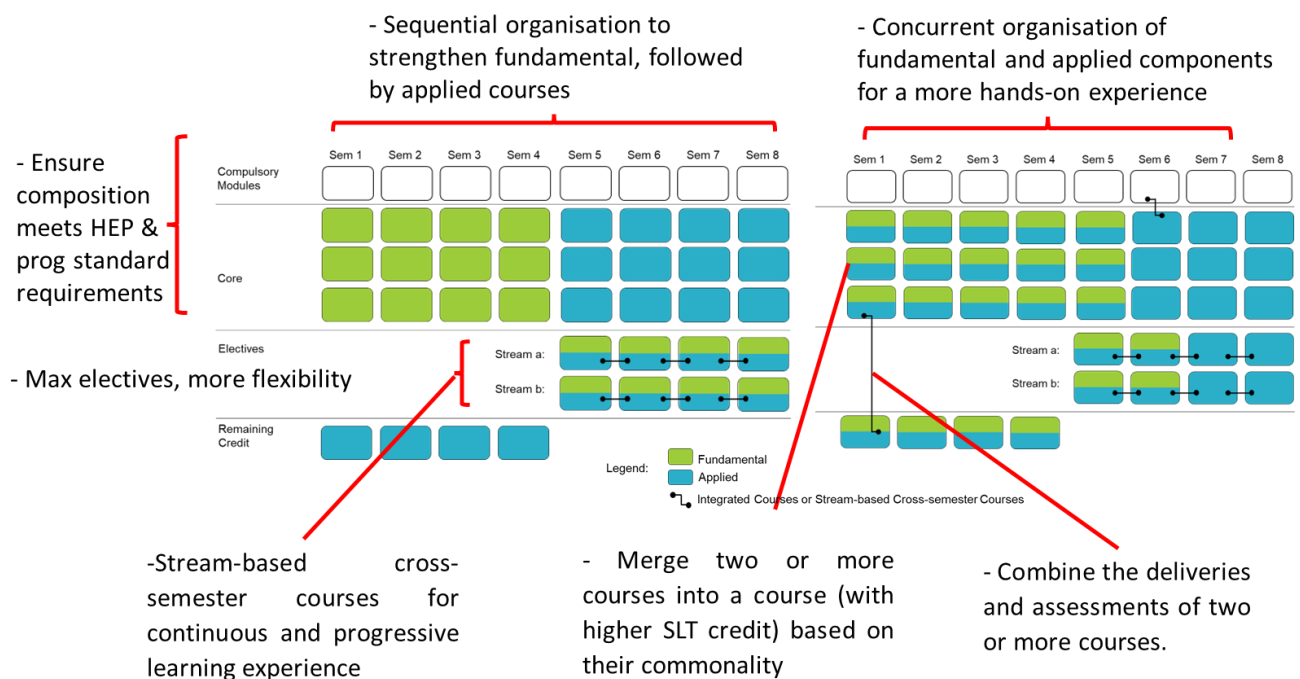 - Sequential organisation to
strengthen fundamental, followed
by applied courses
- Concurrent organisation of
fundamental and applied components
for a more hands-on experience
- Ensure
composition
meets HEP &
prog standard
requirements
Sem 1 Sem 2 Sem 3 Sem 4 Sem 5 Sem 6 Sem 7 Sem 8
Compulsory
Modules
Core
Electives
Stream a:
Stream b:
Remaining
Credit
Sem 1 Sem 2 Sem 3 Sem 4 Sem 5 Sem 6 Sem 7 Sem 8
Stream a:
Stream b:
- Max electives, more flexibility
Legend:
Fundamental
Applied
Integrated Courses or Stream-based Cross-semester Courses
-Stream-based cross-
semester courses for
continuous and progressive
learning experience
- Merge two or more
courses into a course (with
higher SLT credit) based on
their commonality
- Combine the deliveries
and assessments of two
or more courses.